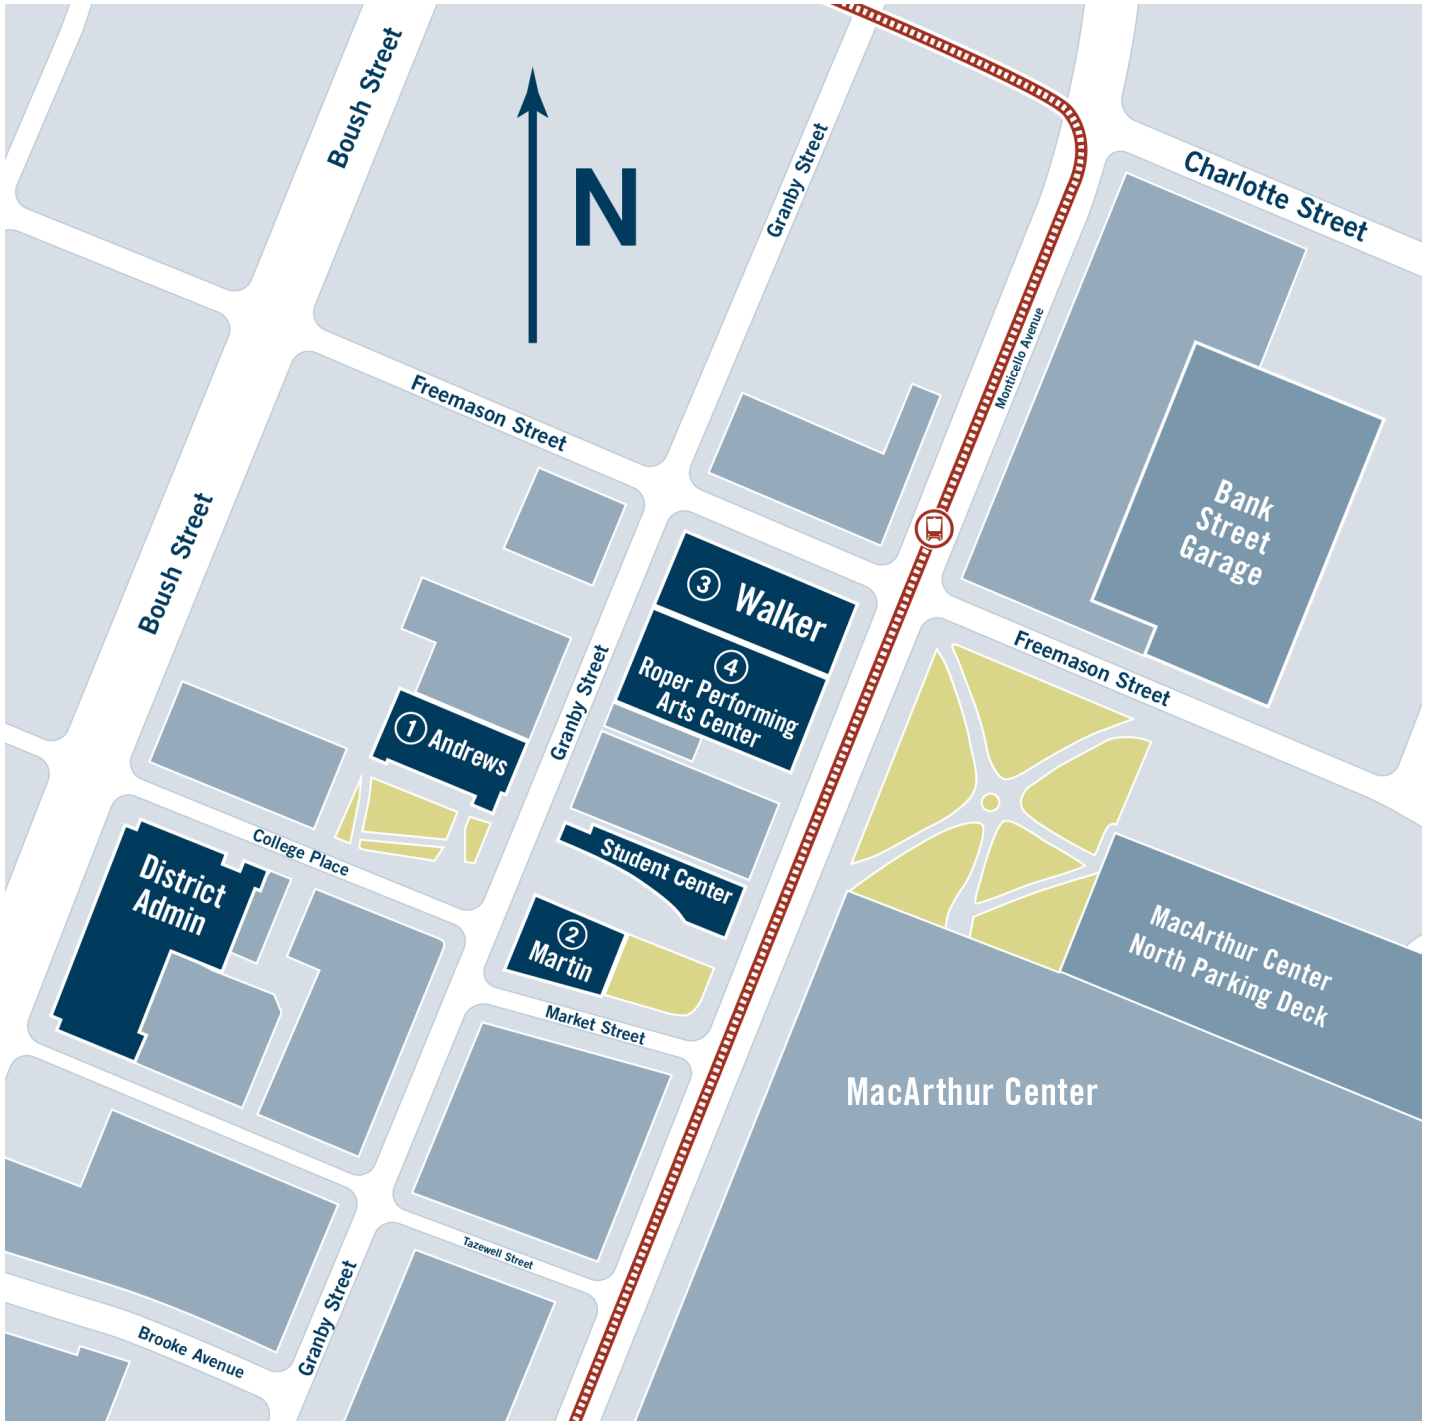 Boush Street
N
Granby Street
Charlotte Street
Monticello Avenue
Freemason Street
Bank
Street
Garage
Boush Street
3 Walker
4
Roper Performing
Arts Center
Freemason Street
Granby Street
1 Andrews
College Place
District
Admin
Student Center
2
Martin
MacArthur Center
North Parking Deck
Market Street
MacArthur Center
Tazewell Street
Granby Street
Brooke Avenue